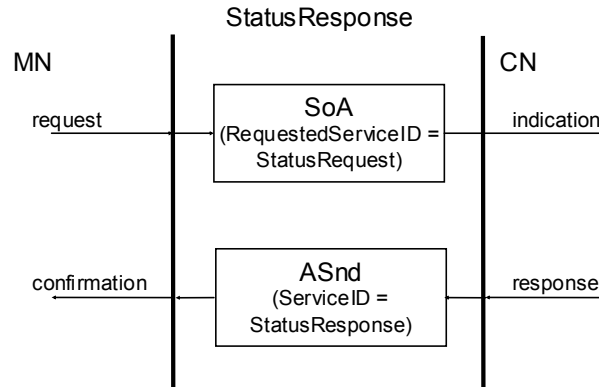 StatusResponse
MN
CN
SoA
request
(RequestedServiceID =
indication
StatusRequest)
ASnd
confirmation
response
(ServiceID =
StatusResponse)